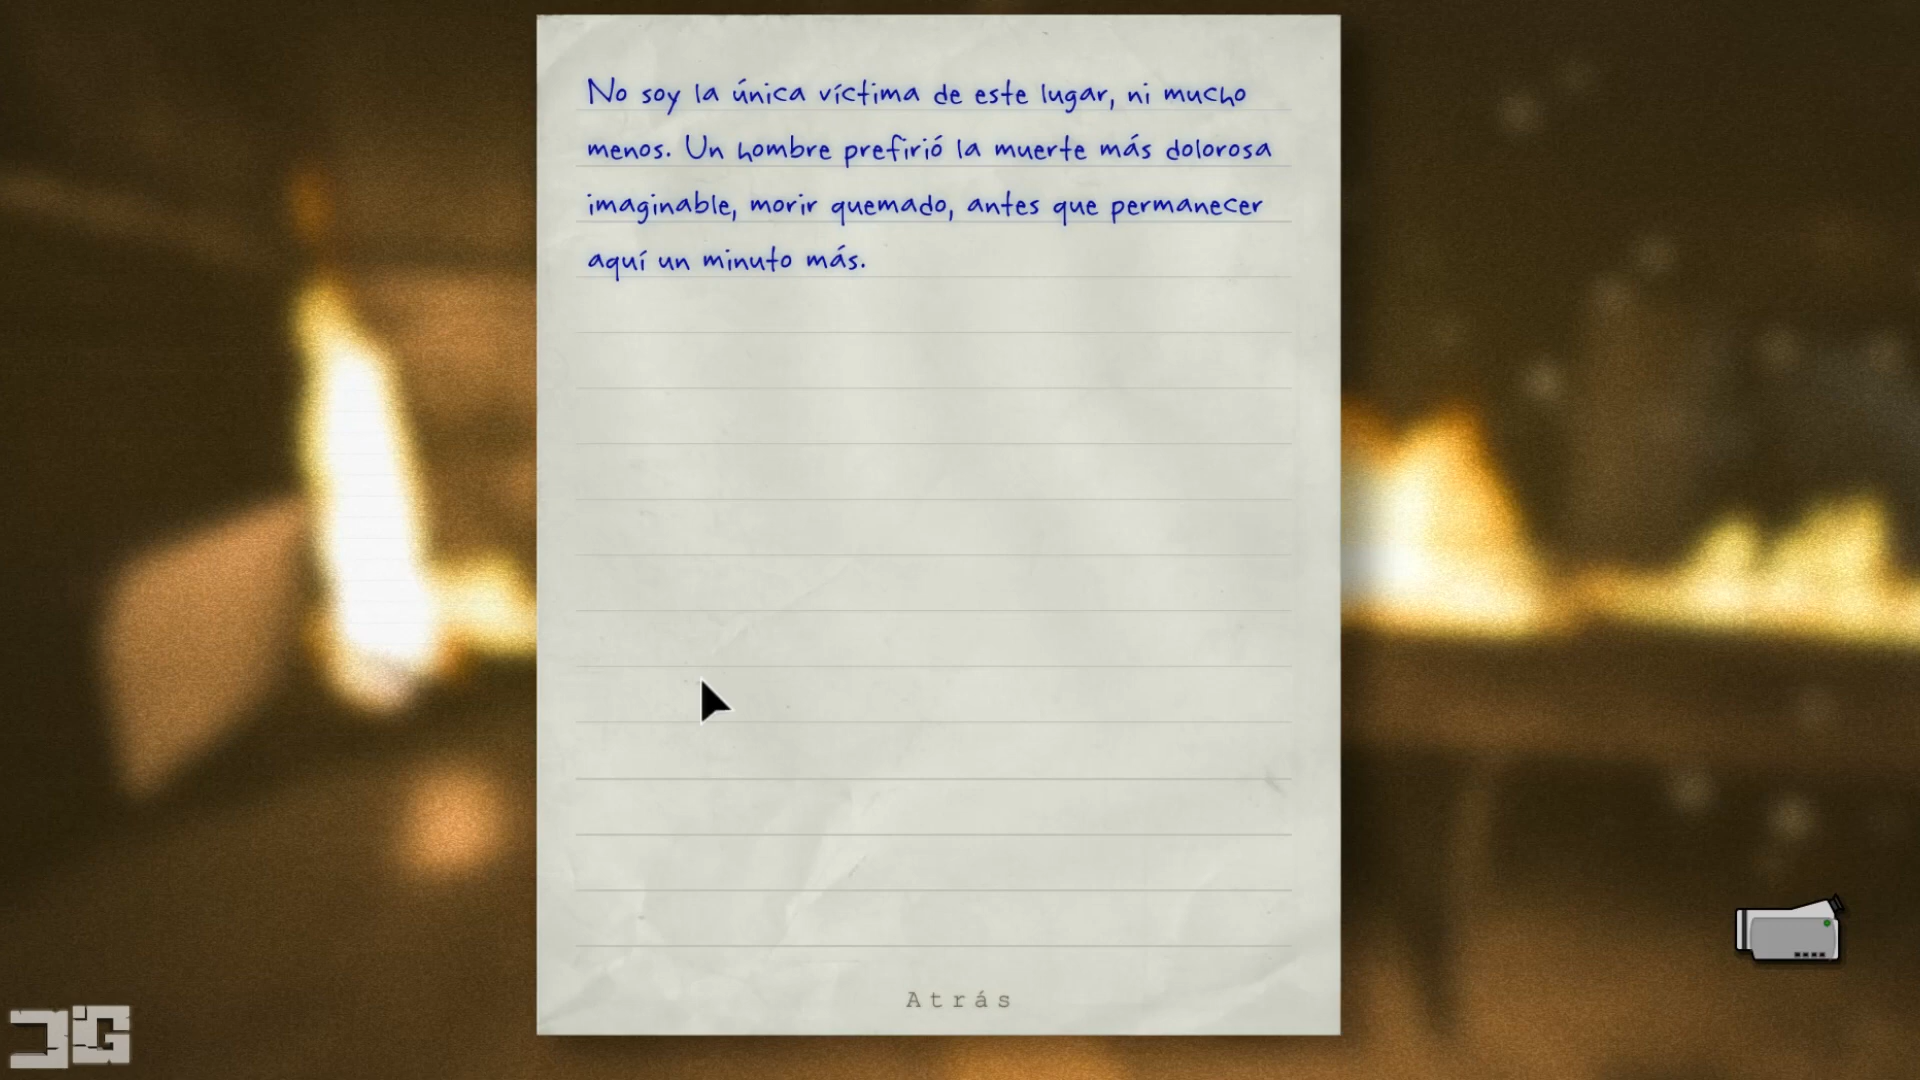 No soy la única víctima de este lugar, ni mucho
menos. Un hombre prefirió la muerte más dolorosa
imaginable, morir quemado, antes que permanecer
aquí un minuto más.
Atrás